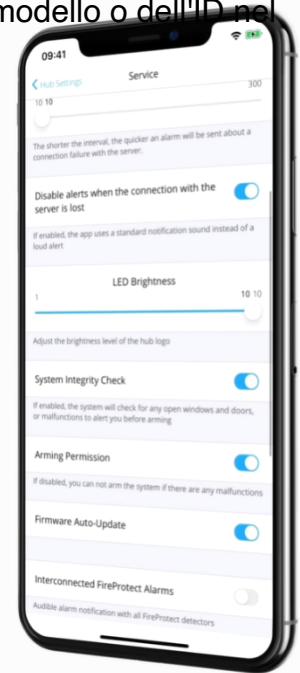 modello o dell'ID nel
09:41
Hub Settings
Service
10 10
300
The shorter the interval, the quicker an alarm will be sent about a
connection failure with the server.
Disable alerts when the connection with the
server is lost
If enabled, the app uses a standard notification sound instead of a
loud alert
LED Brightness
1
10 10
Adjust the brightness level of the hub logo
System Integrity Check
If enabled, the system will check for any open windows and doors,
or malfunctions to alert you before arming
Arming Permission
If disabled, you can not arm the system if there are any malfunctions
Firmware Auto-Update
Interconnected FireProtect Alarms
Audible alarm notification with all FireProtect detectors